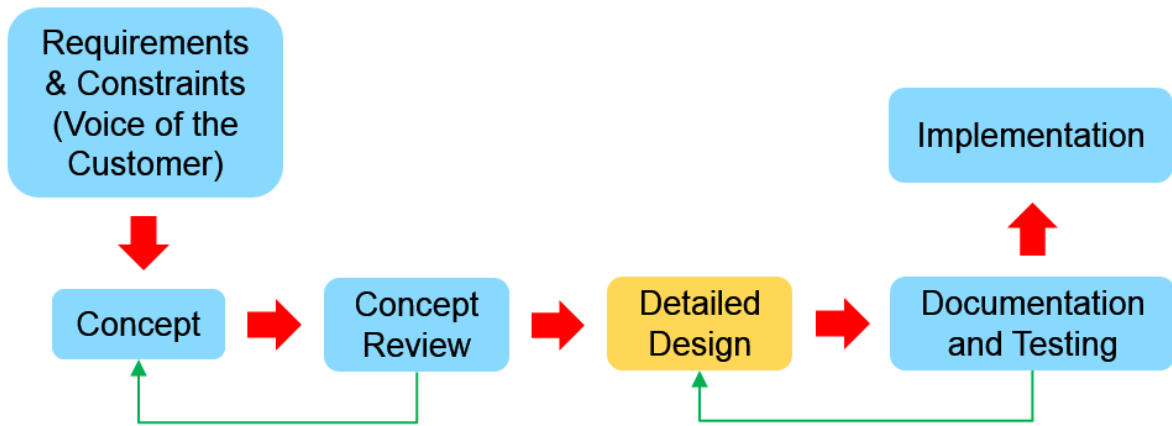 Requirements
& Constraints
(Voice of the
Customer)
Implementation
Concept
Concept
Review
Detailed
Design
Documentation
and Testing